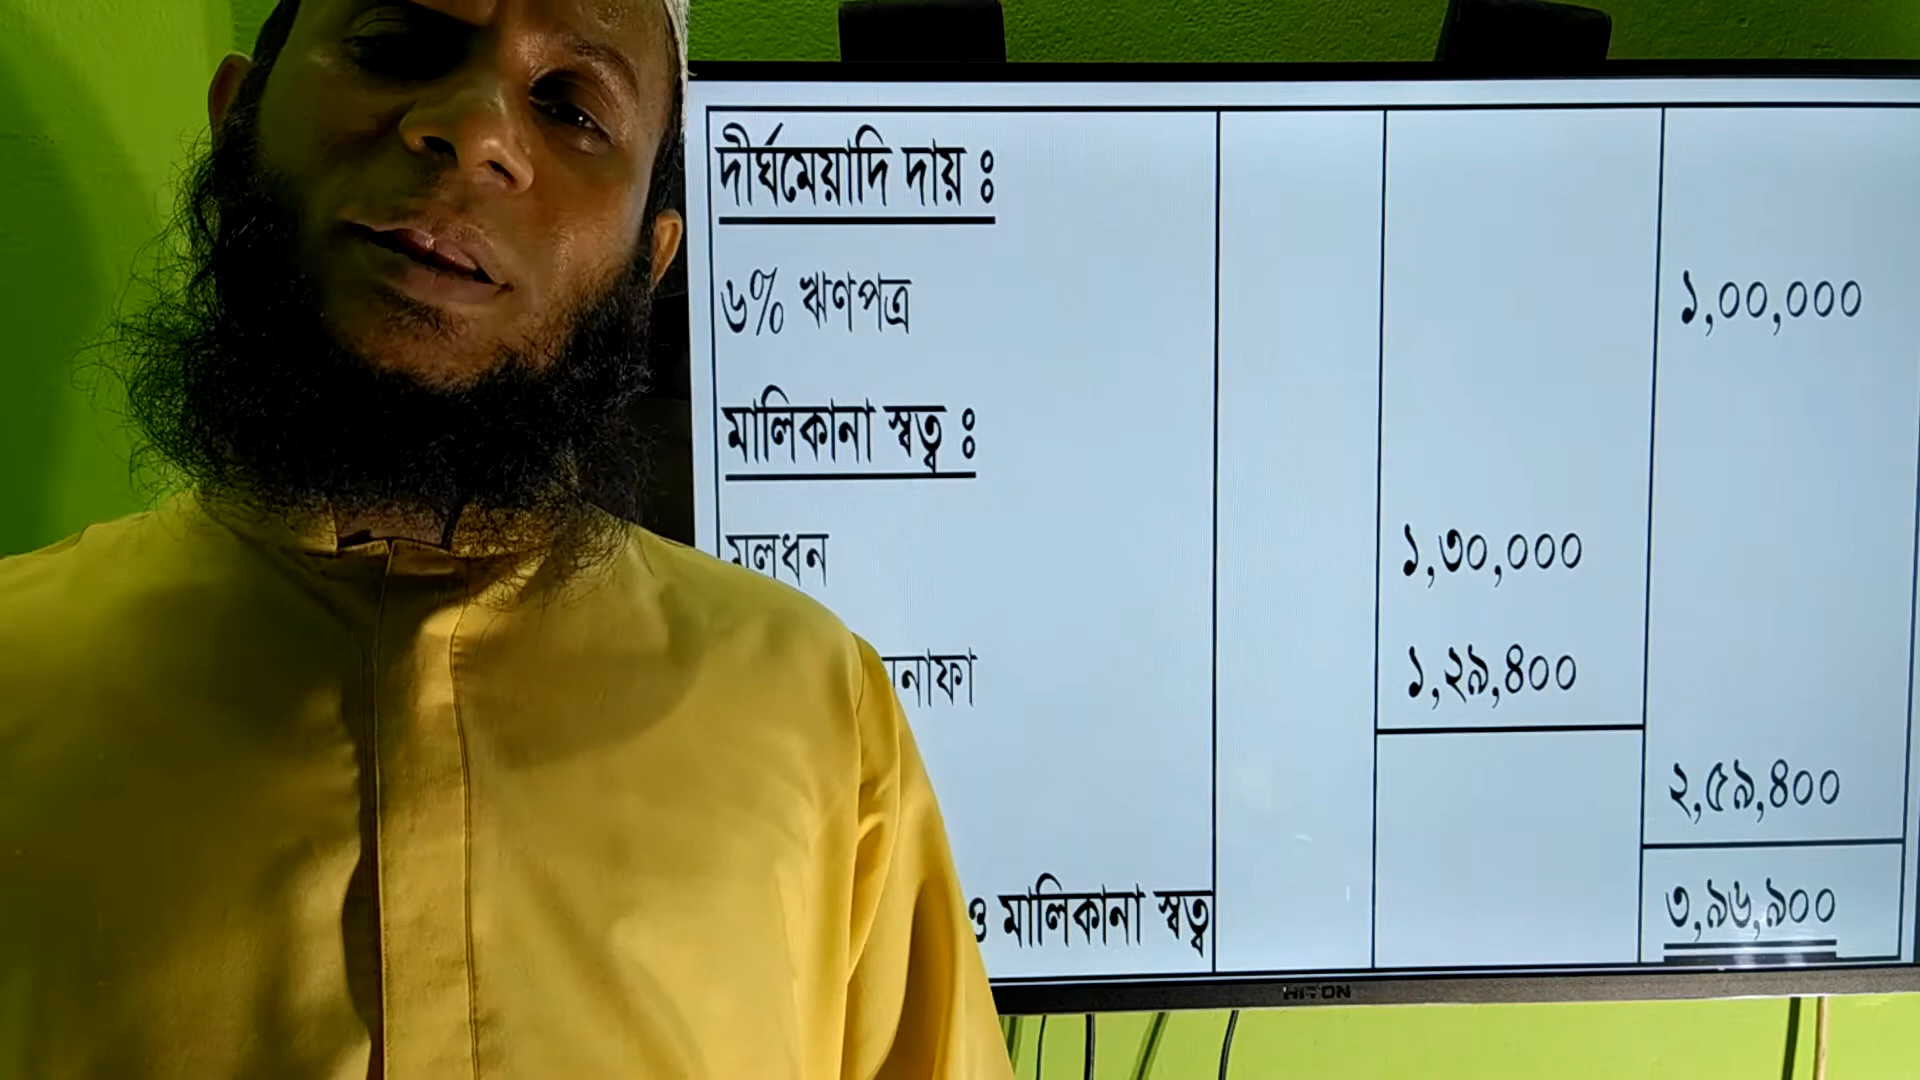 দীর্ঘমেয়াদি দায় ঃ
৬% ঋণপত্র ১,০০,০০০
মালিকানা স্বত্ব ঃ
মূলধন ১,৩০,০০০
১,২৯,৪০০
২,৫৯,৪০০
ও মালিকানা স্বত্ব ৩,৯৬,৯০০